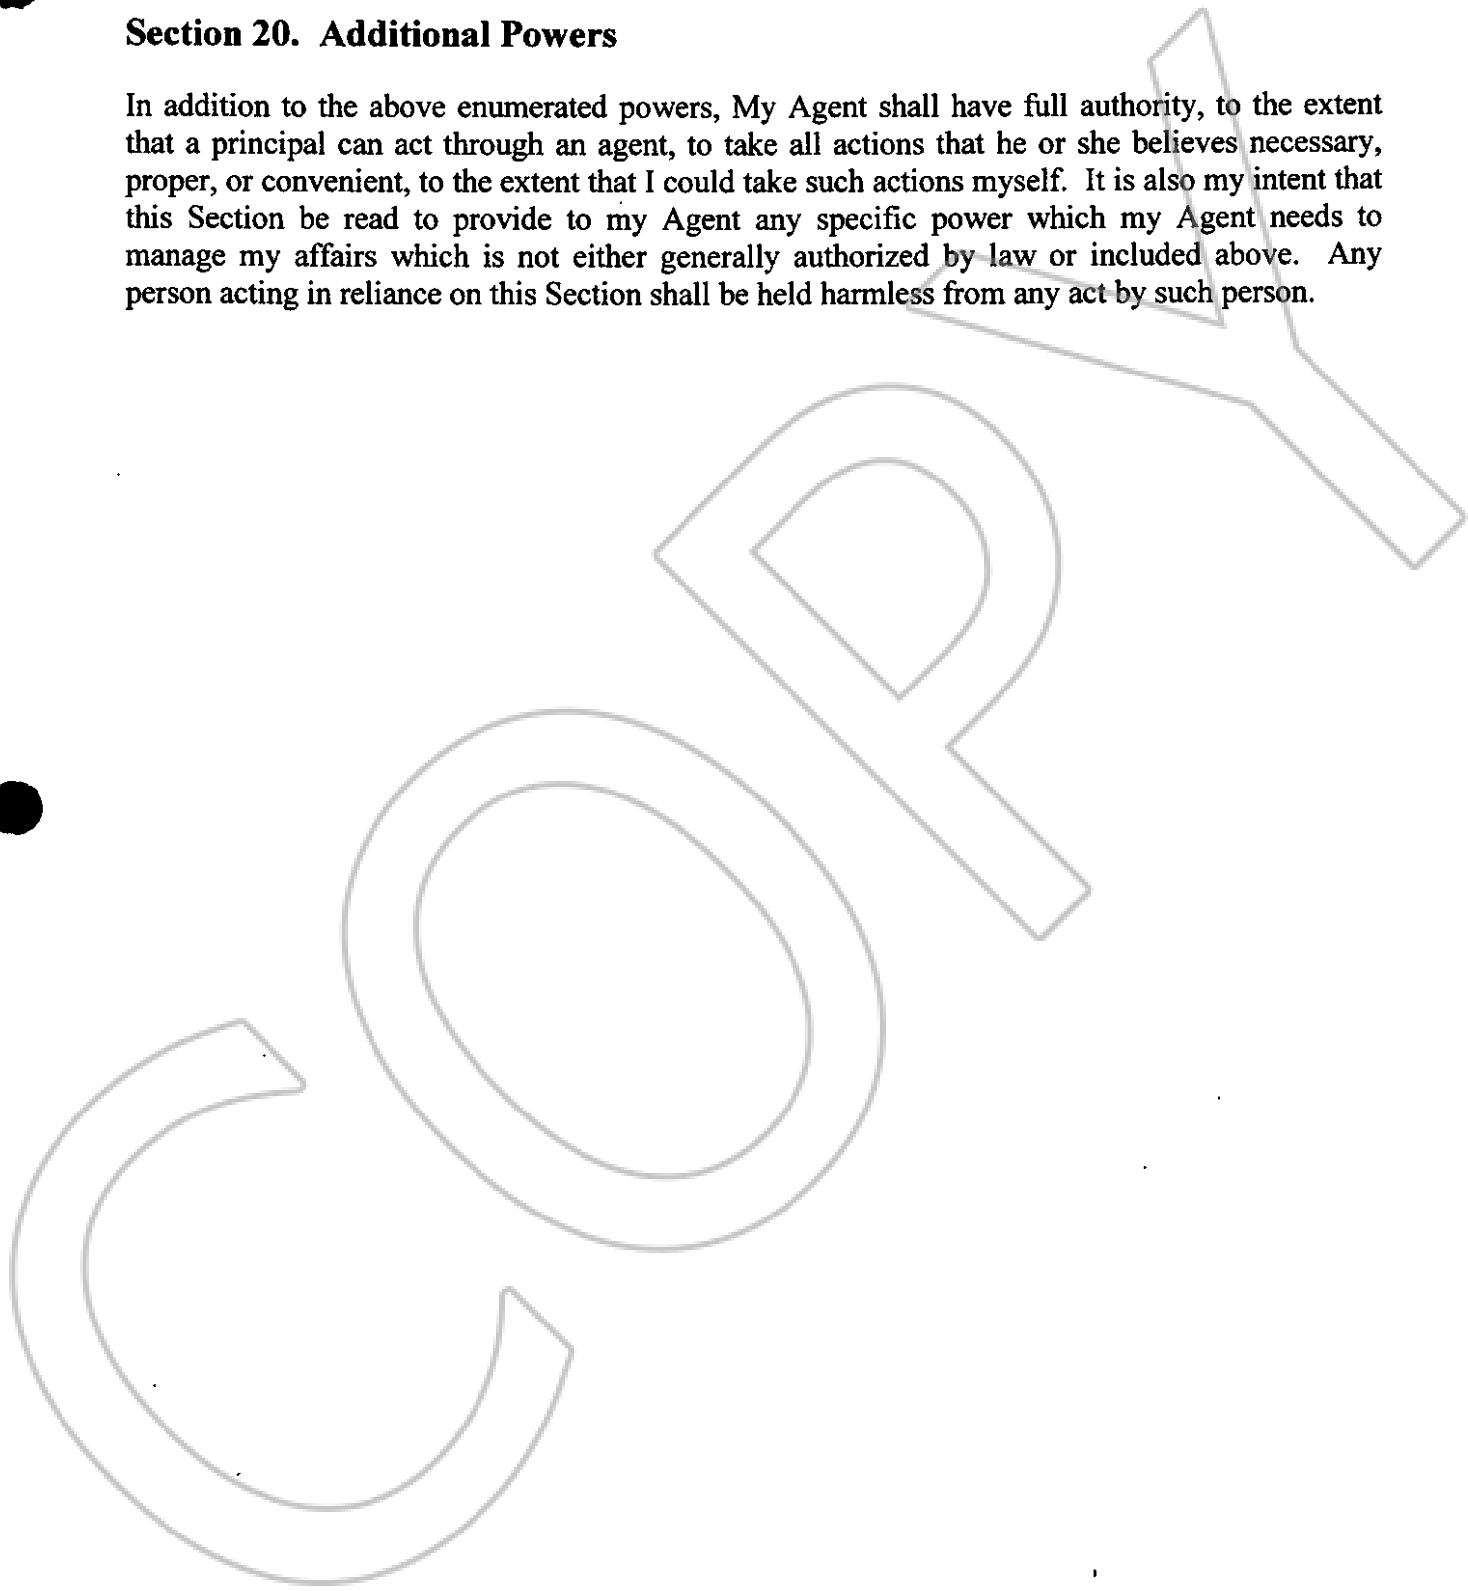 Section 20. Additional Powers
In addition to the above enumerated powers, My Agent shall have full authority, to the extent
that a principal can act through an agent, to take all actions that he or she believes necessary,
proper, or convenient, to the extent that I could take such actions myself. It is also my intent that
this Section be read to provide to my Agent any specific power which my Agent needs to
manage my affairs which is not either generally authorized by law or included above. Any
person acting in reliance on this Section shall be held harmless from any act by such person.
COPY